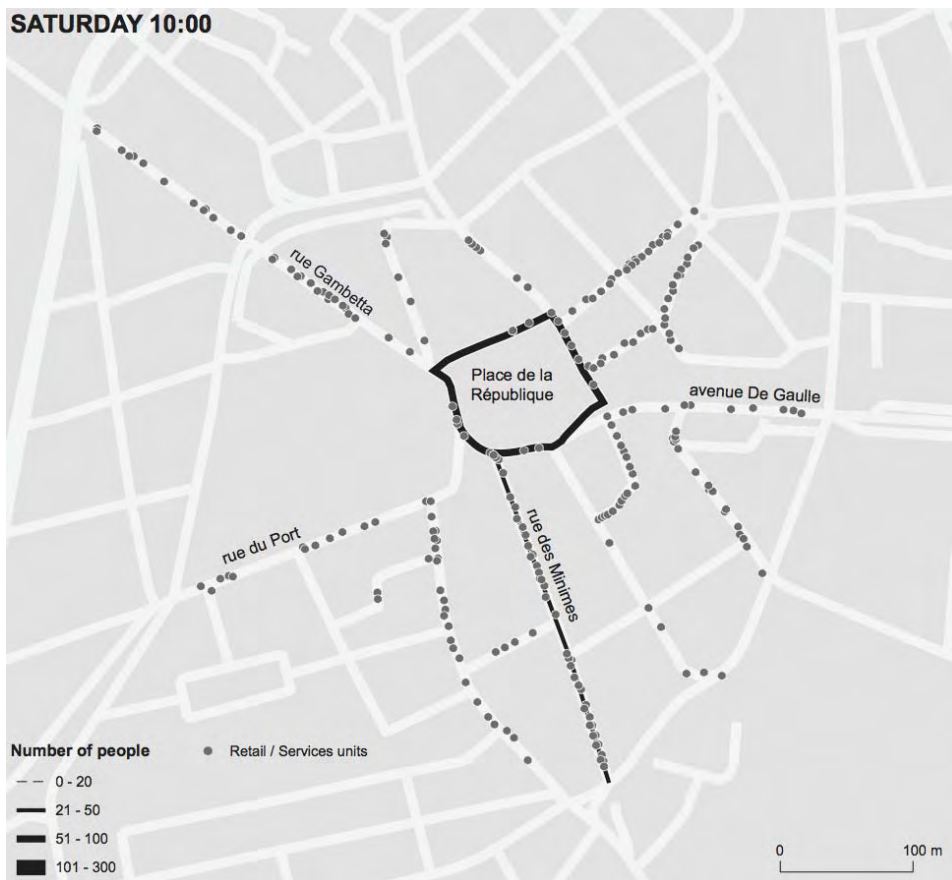 SATURDAY 10:00
rue Gambetta
Place de la
République
avenue De Gaulle
rue du Port
rue des Minimes
Number of people
Retail / Services units
0 - 20
21 - 50
51 - 100
101 - 300
0
100 m